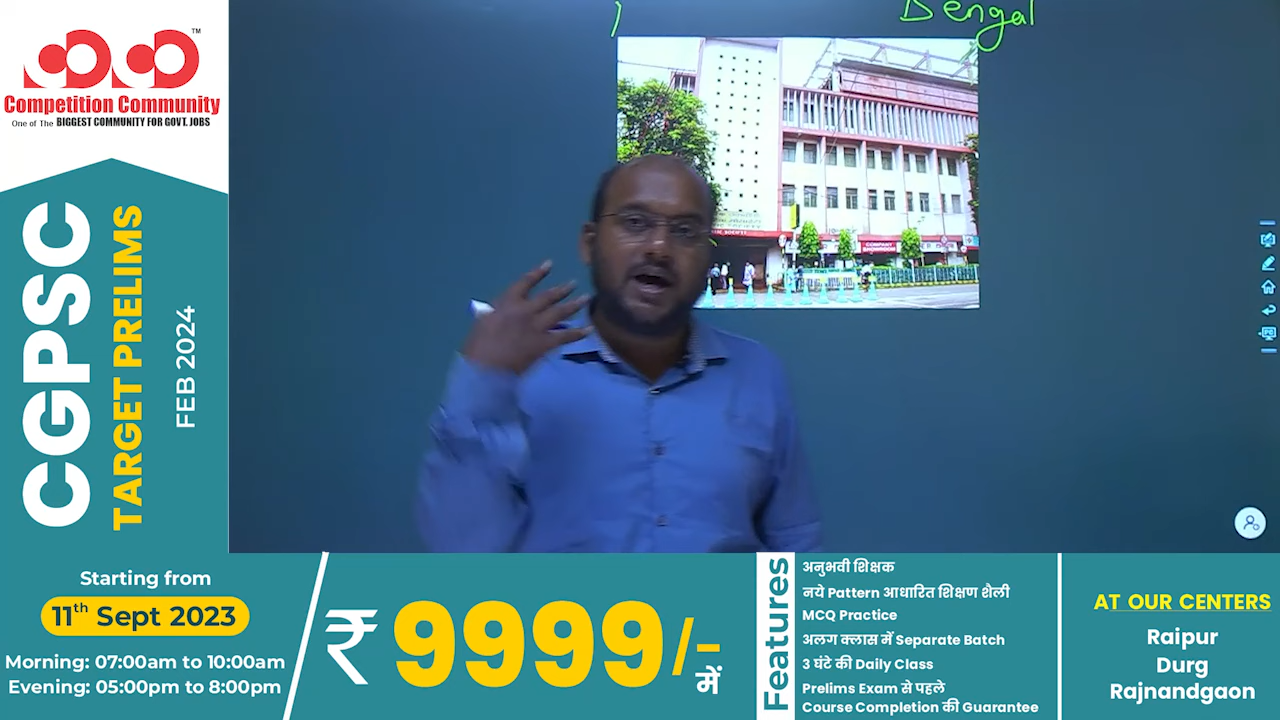 TM
Competition Community
One of The BIGGEST COMMUNITY FOR GOVT. JOBS
CGPSC
TARGET PRELIMS
FEB 2024
Bengal
COMPANY
SHOWROOM
Starting from
11th Sept 2023
Morning: 07:00am to 10:00am
Evening: 05:00pm to 8:00pm
₹ 9999/- में
Features
अनुभवी शिक्षक
नये Pattern आधारित शिक्षण शैली
MCQ Practice
अलग क्लास में Separate Batch
3 घंटे की Daily Class
Prelims Exam से पहले
Course Completion की Guarantee
AT OUR CENTERS
Raipur
Durg
Rajnandgaon